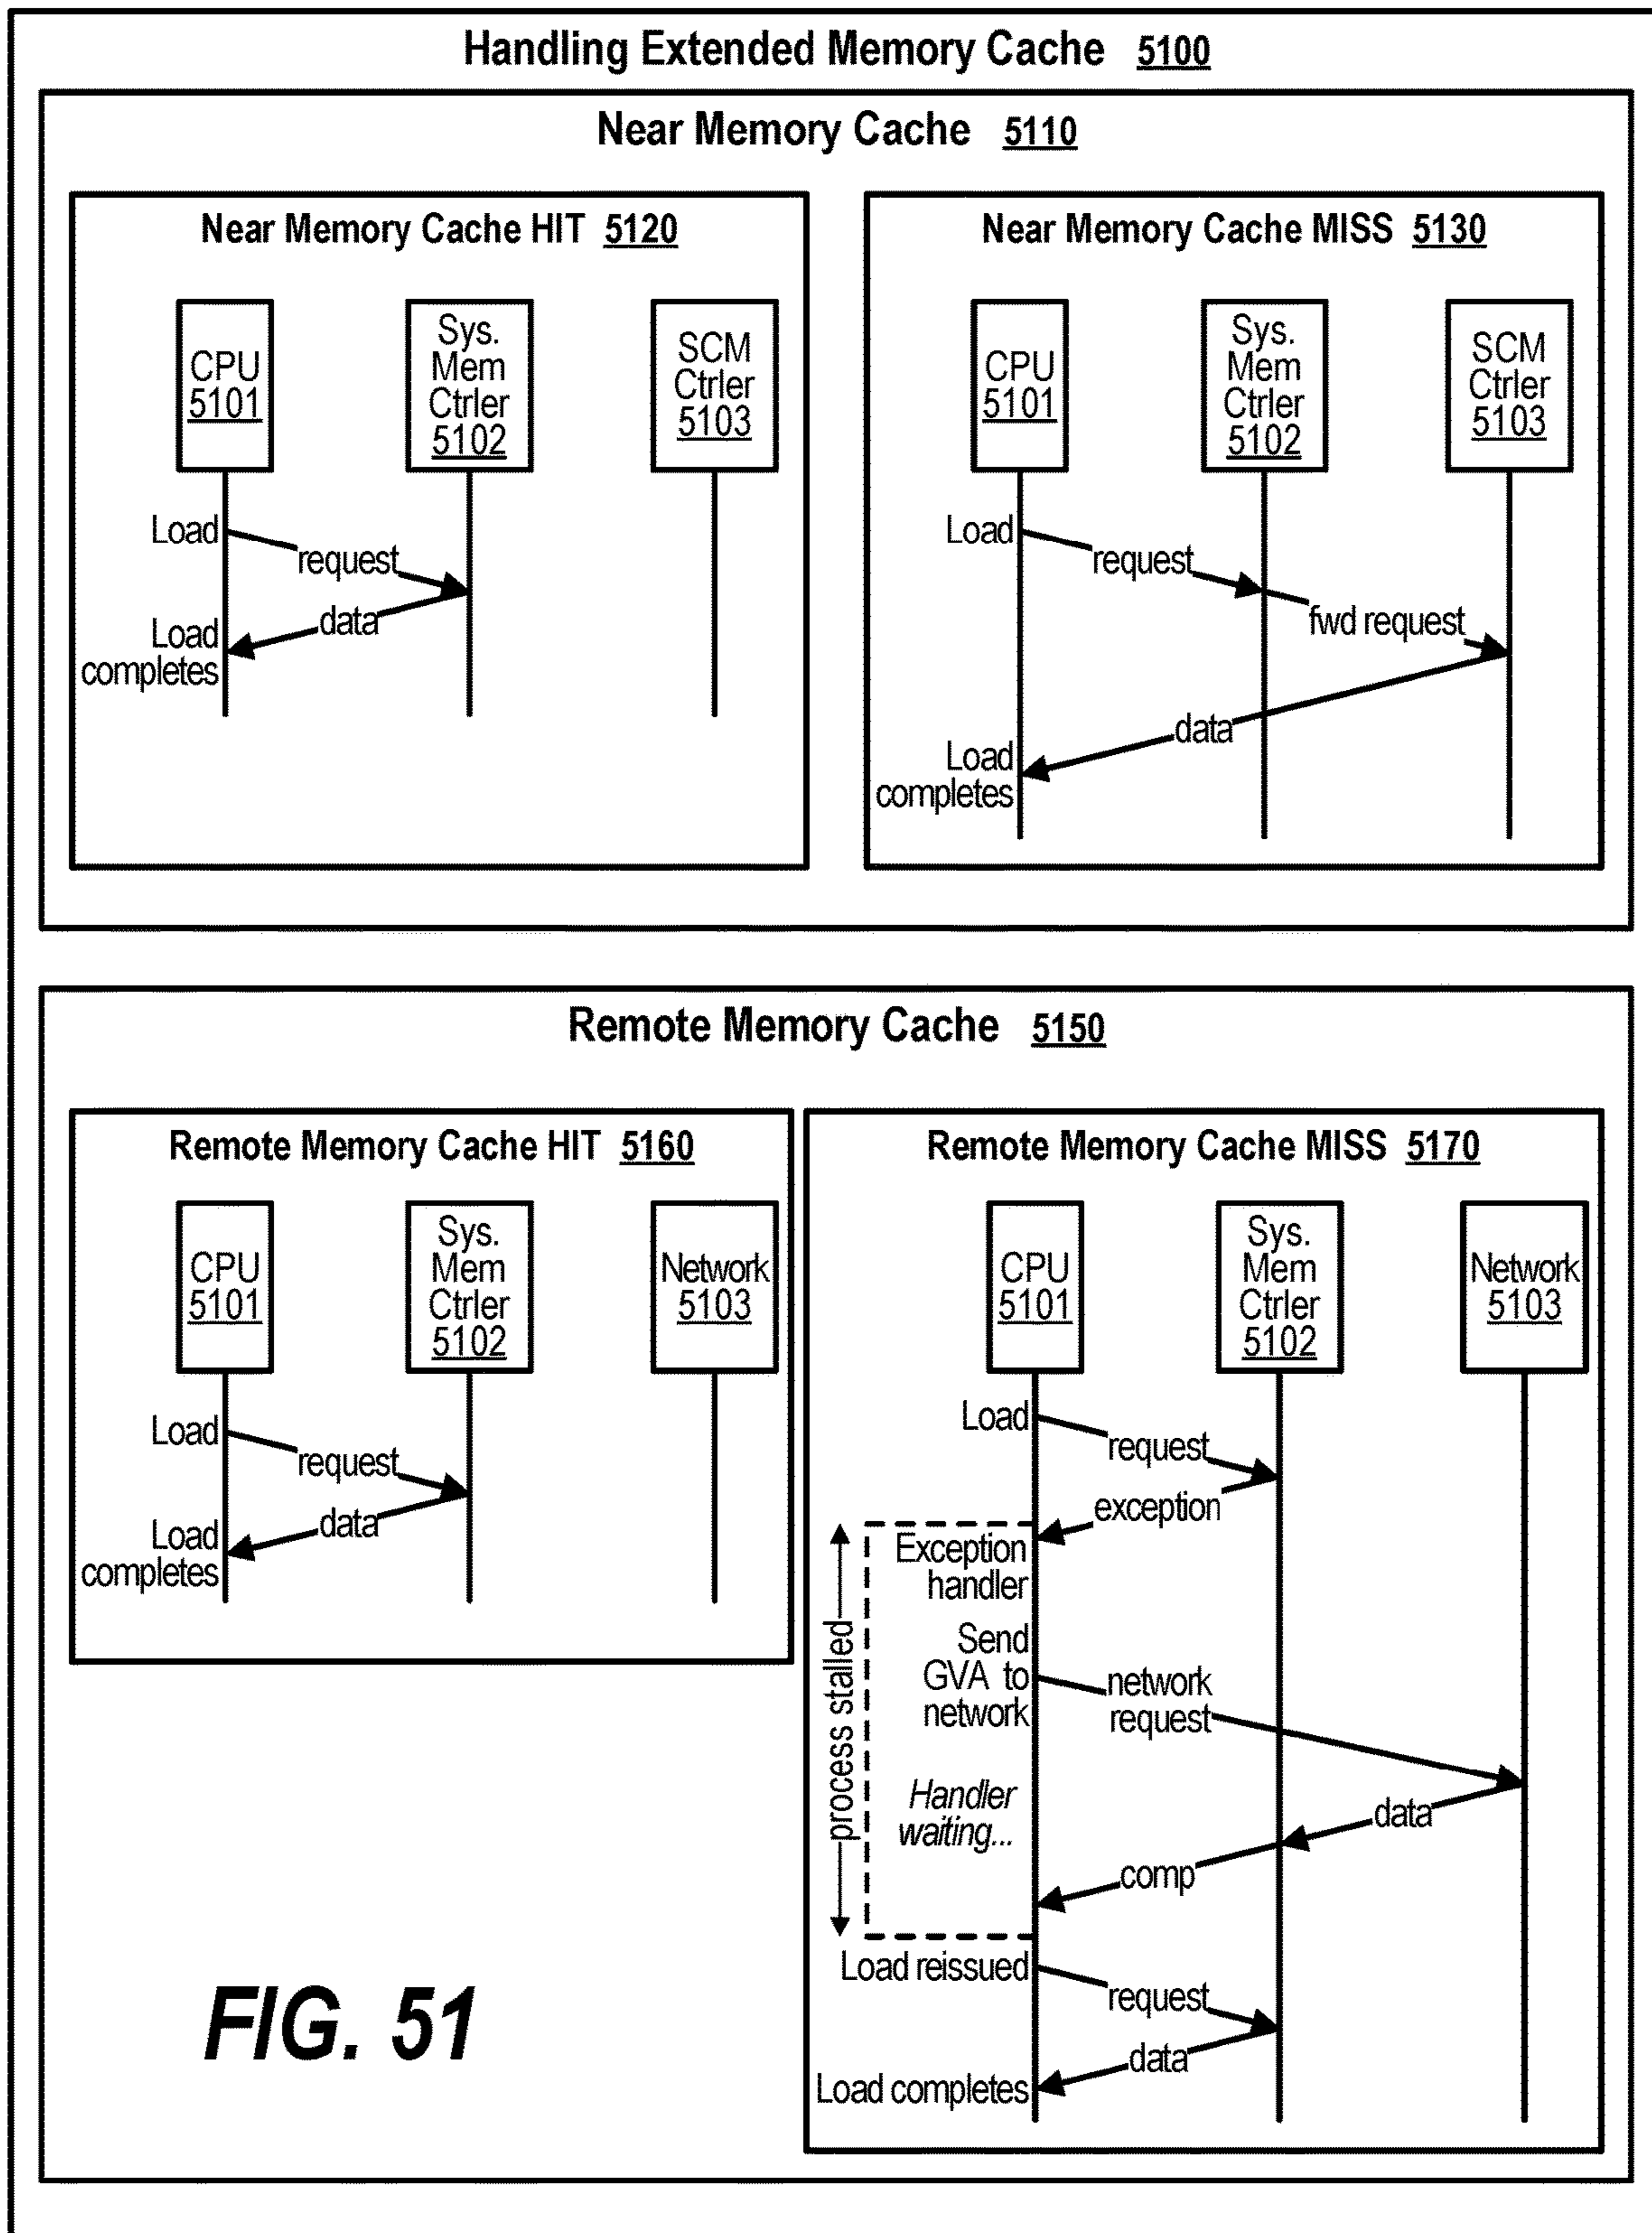 Handling Extended Memory Cache 5100
Near Memory Cache 5110
Near Memory Cache HIT 5120
CPU
5101
Sys.
Mem
Ctrler
5102
SCM
Ctrler
5103
Load
request
data
Load
completes
Near Memory Cache MISS 5130
CPU
5101
Sys.
Mem
Ctrler
5102
SCM
Ctrler
5103
Load
request
fwd request
data
Load
completes
Remote Memory Cache 5150
Remote Memory Cache HIT 5160
CPU
5101
Sys.
Mem
Ctrler
5102
Network
5103
Load
request
data
Load
completes
Remote Memory Cache MISS 5170
CPU
5101
Sys.
Mem
Ctrler
5102
Network
5103
Load
request
exception
Exception
handler
process stalled
Send
GVA to
network
network
request
Handler
waiting...
data
comp
Load reissued
request
data
Load completes
FIG. 51